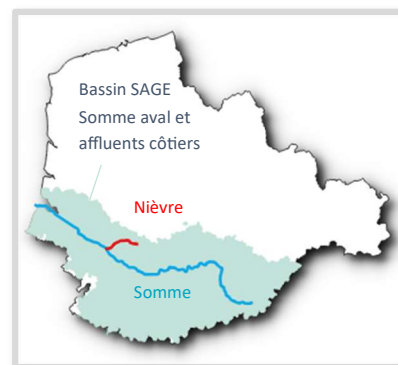 Bassin SAGE
Somme aval et
affluents côtiers
Nièvre
Somme